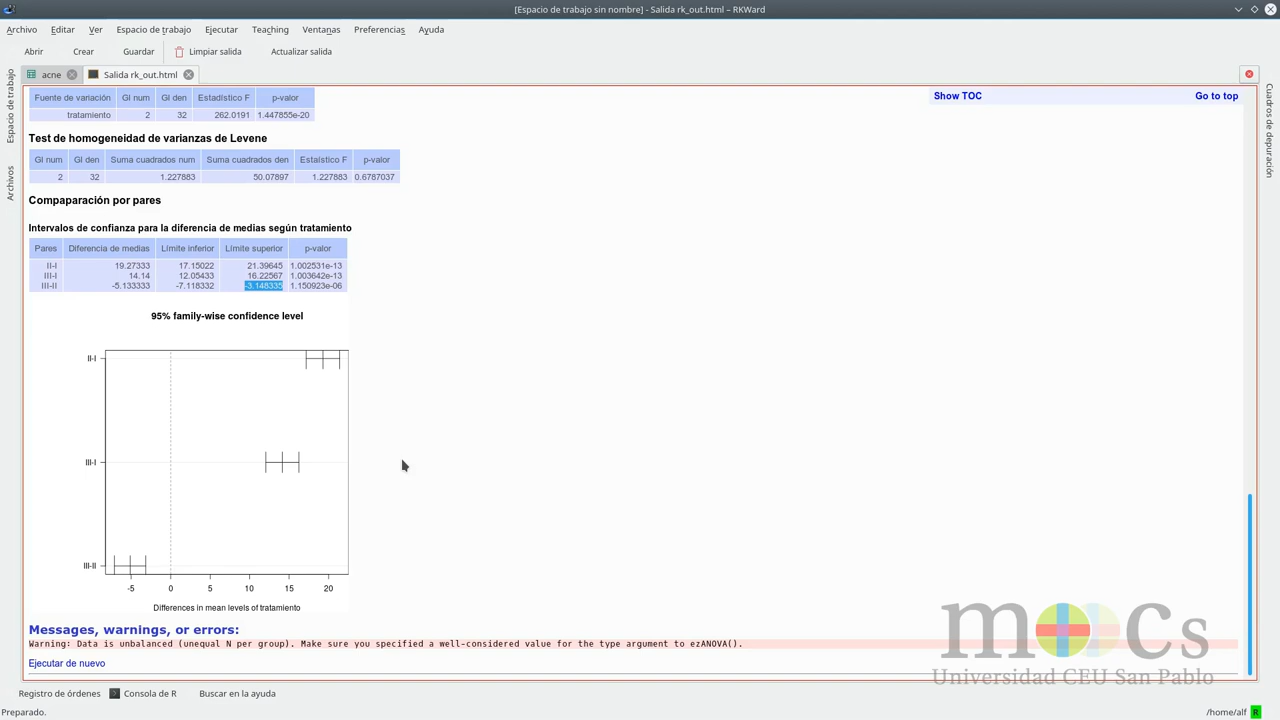 [Espacio de trabajo sin nombre] - Salida rk_out.html – RKWard
Archivo Editar Ver Espacio de trabajo Ejecutar Teaching Ventanas Preferencias Ayuda
Abrir Crear Guardar Limpiar salida Actualizar salida
acne Salida rk_out.html
Espacio de trabajo
Archivos
Cuadros de depuración
Show TOC Go to top
Fuente de variación Gl num Gl den Estadístico F p-valor
tratamiento 2 32 262.0191 1.447855e-20
Test de homogeneidad de varianzas de Levene
Gl num Gl den Suma cuadrados num Suma cuadrados den Estaístico F p-valor
2 32 1.227883 50.07897 1.227883 0.6787037
Compaparación por pares
Intervalos de confianza para la diferencia de medias según tratamiento
Pares Diferencia de medias Límite inferior Límite superior p-valor
II-I 19.27333 17.15022 21.39645 1.002531e-13
III-I 14.14 12.05433 16.22567 1.003642e-13
III-II -5.133333 -7.118332 -3.148335 1.150923e-06
95% family-wise confidence level
II-I
III-I
III-II
-5 0 5 10 15 20
Differences in mean levels of tratamiento
Messages, warnings, or errors:
Warning: Data is unbalanced (unequal N per group). Make sure you specified a well-considered value for the type argument to ezANOVA().
Ejecutar de nuevo
moocs
Universidad CEU San Pablo
Registro de órdenes Consola de R Buscar en la ayuda
Preparado. /home/alf R